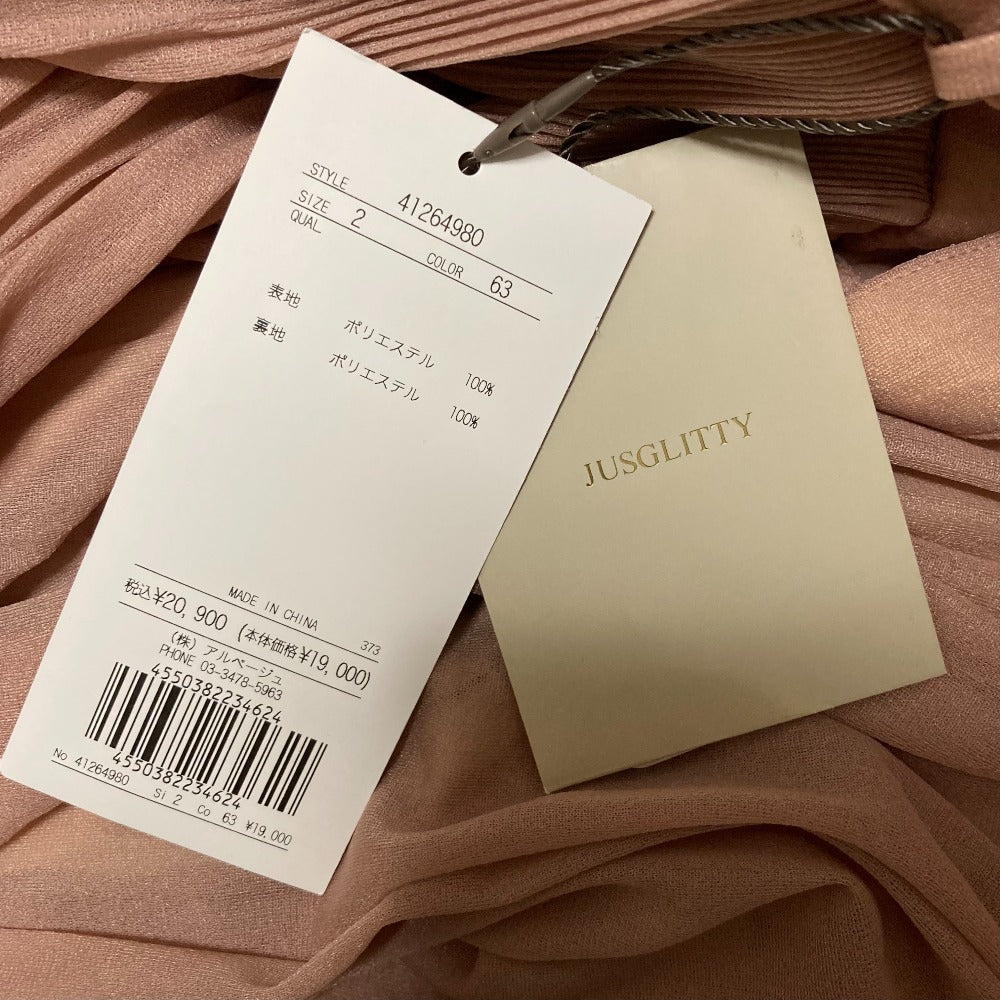 STYLE 41264980
SIZE 2 COLOR 63
QUAL
表地 ポリエステル 100%
裏地 ポリエステル 100%
MADE IN CHINA 373
税込¥20,900 (本体価格¥19,000)
(株) アルページュ
PHONE 03-3478-5963
4550382234624
4550382234624
No 41264980 Si 2 Co 63 ¥19,000
JUSGLITTY